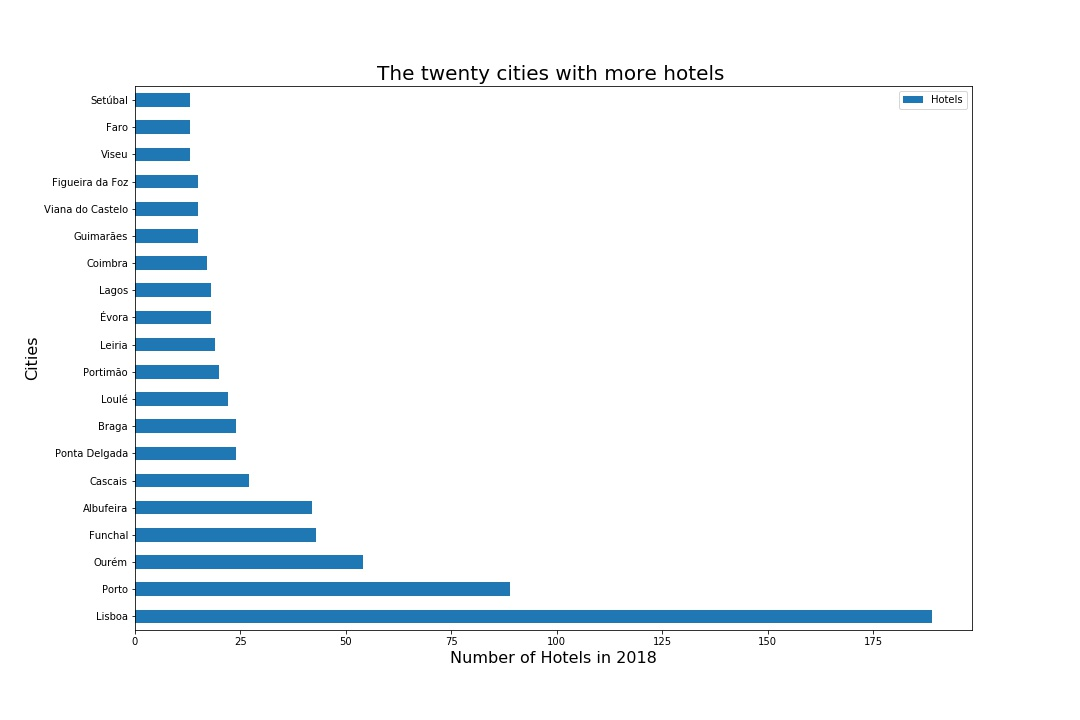 The twenty cities with more hotels
Hotels
Setúbal
Faro
Viseu
Figueira da Foz
Viana do Castelo
Guimarães
Coimbra
Lagos
Évora
Leiria
Portimão
Loulé
Braga
Ponta Delgada
Cascais
Albufeira
Funchal
Ourém
Porto
Lisboa
Cities
0 25 50 75 100 125 150 175
Number of Hotels in 2018